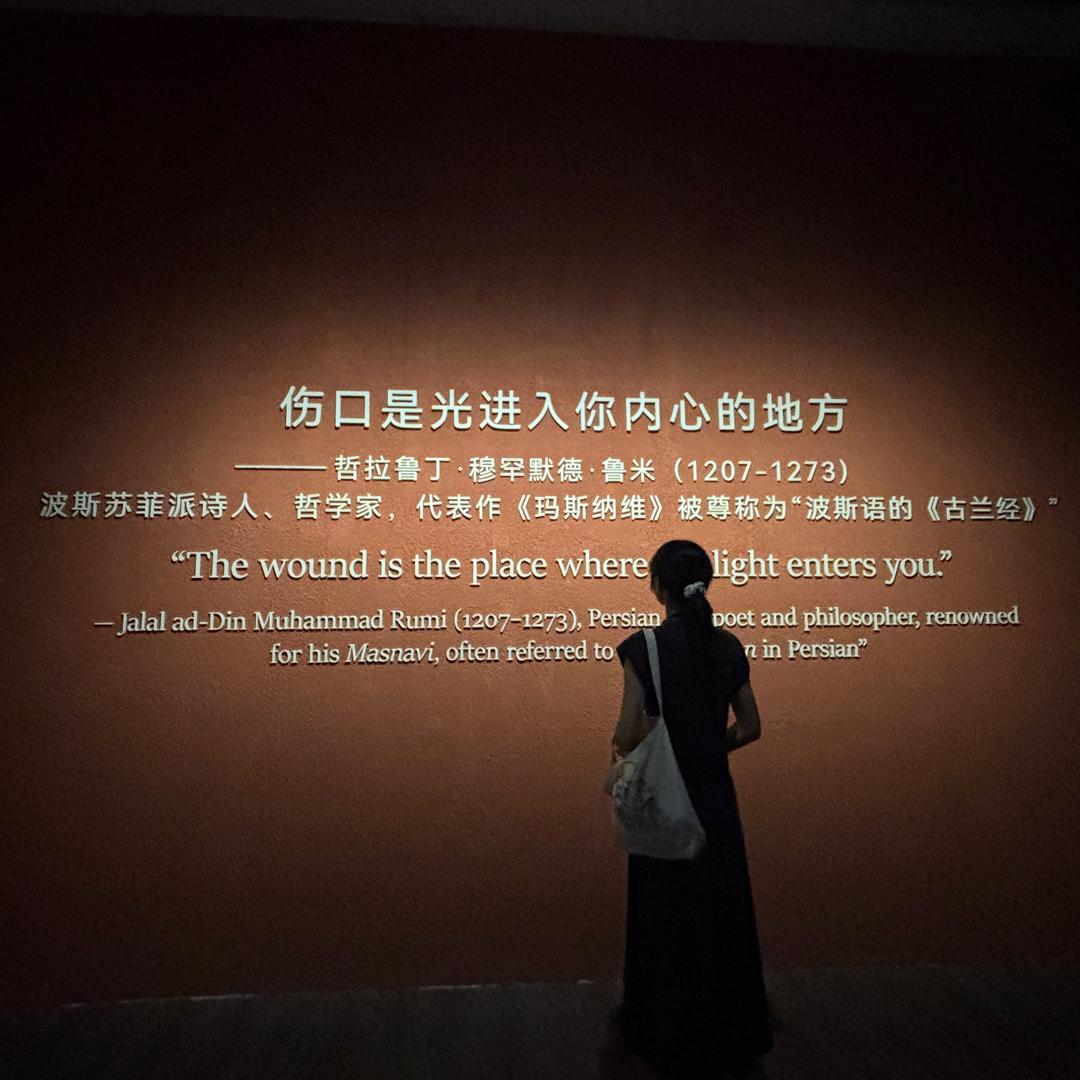 伤口是光进入你内心的地方
——— 哲拉鲁丁·穆罕默德·鲁米（1207-1273）
波斯苏菲派诗人、哲学家，代表作《玛斯纳维》被尊称为“波斯语的《古兰经》”
“The wound is the place where light enters you.”
— Jalal ad-Din Muhammad Rumi (1207–1273), Persian poet and philosopher, renowned
for his Masnavi, often referred to in Persian”